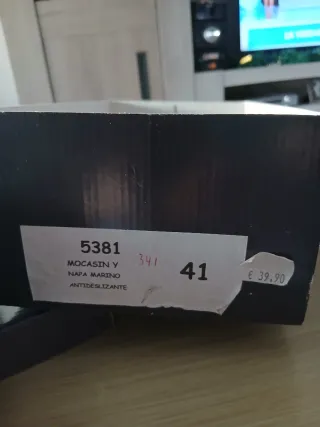 5381
MOCASIN Y
NAPA MARINO
ANTIDESLIZANTE
341
41
€ 39,90